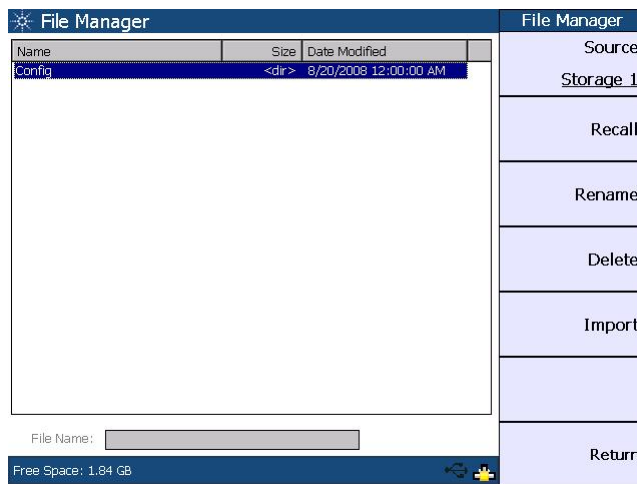 File Manager
File Manager
Name Size Date Modified
Config <dir> 8/20/2008 12:00:00 AM
Source
Storage 1
Recall
Rename
Delete
Import
File Name:
Return
Free Space: 1.84 GB